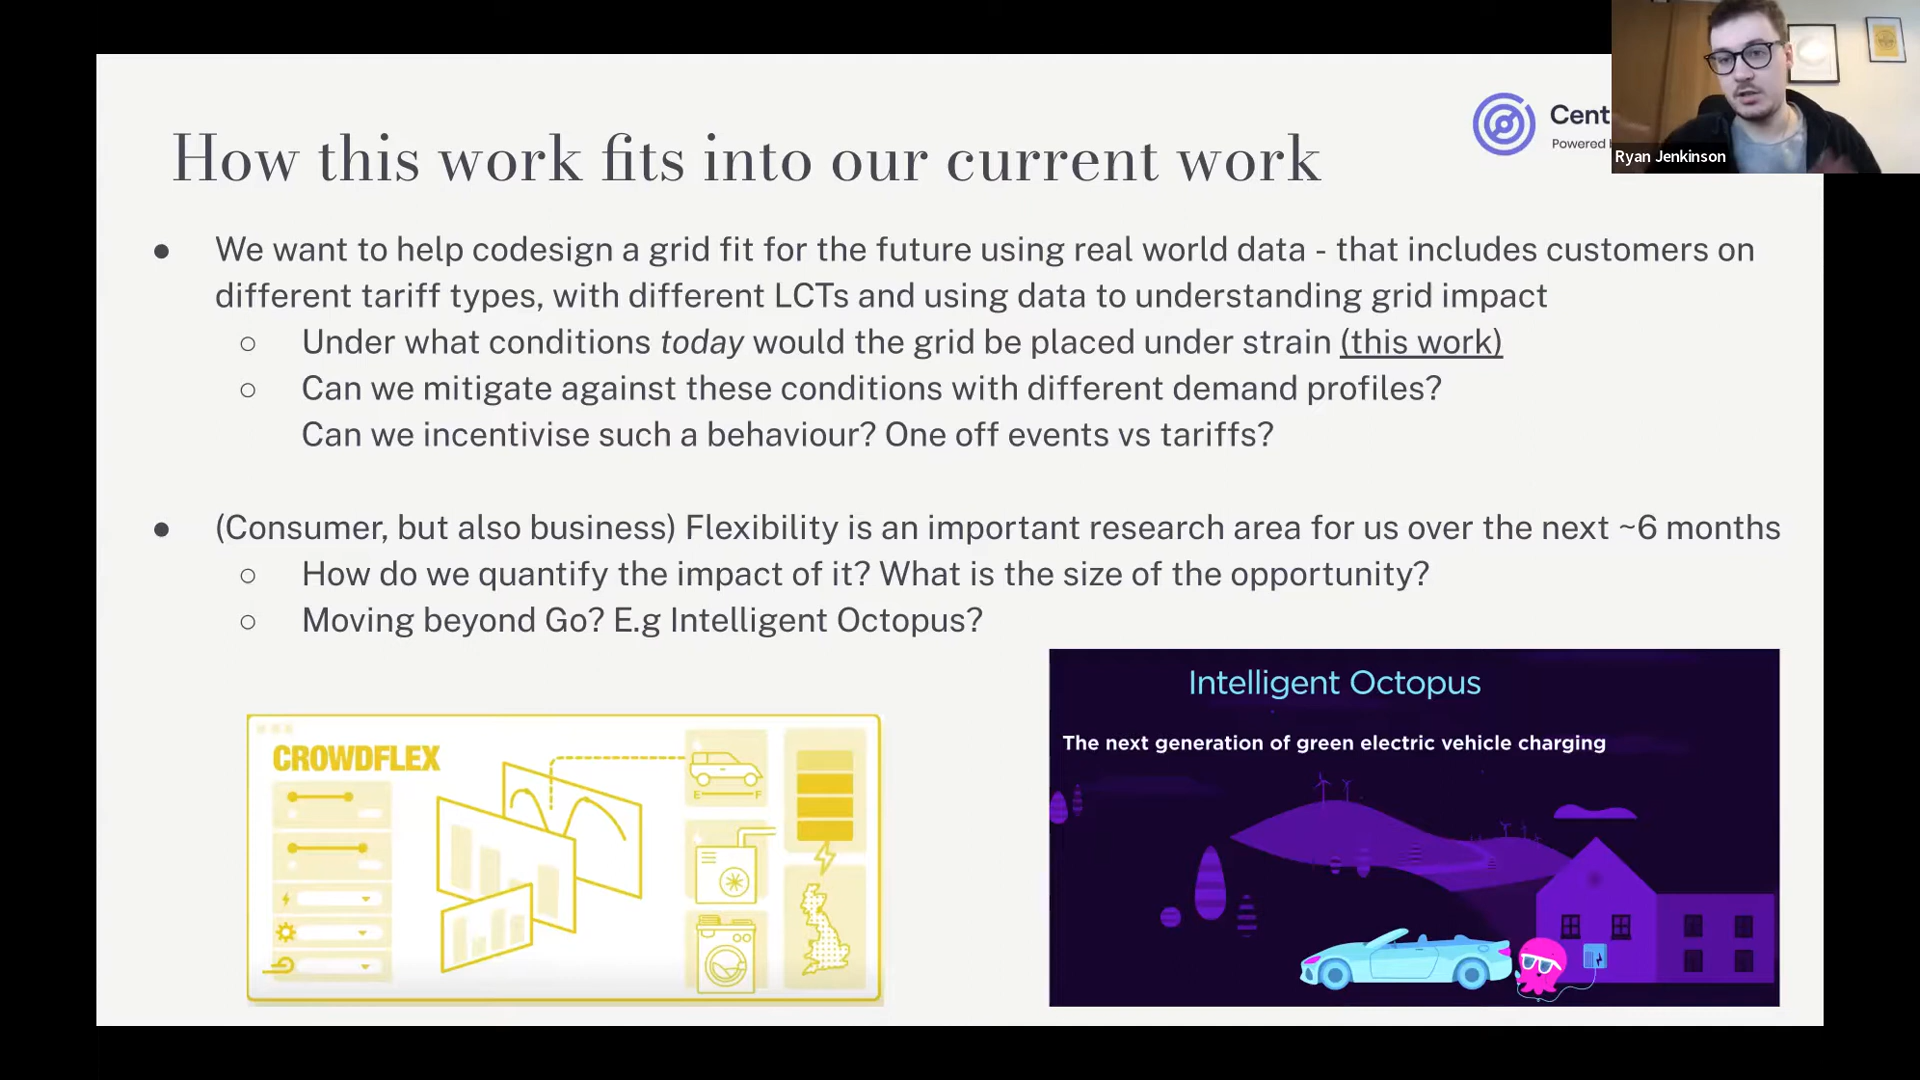 How this work fits into our current work
Cent
Powered
Ryan Jenkinson
● We want to help codesign a grid fit for the future using real world data - that includes customers on
different tariff types, with different LCTs and using data to understanding grid impact
○ Under what conditions today would the grid be placed under strain (this work)
○ Can we mitigate against these conditions with different demand profiles?
Can we incentivise such a behaviour? One off events vs tariffs?
● (Consumer, but also business) Flexibility is an important research area for us over the next ~6 months
○ How do we quantify the impact of it? What is the size of the opportunity?
○ Moving beyond Go? E.g Intelligent Octopus?
CROWDFLEX
E F
Intelligent Octopus
The next generation of green electric vehicle charging